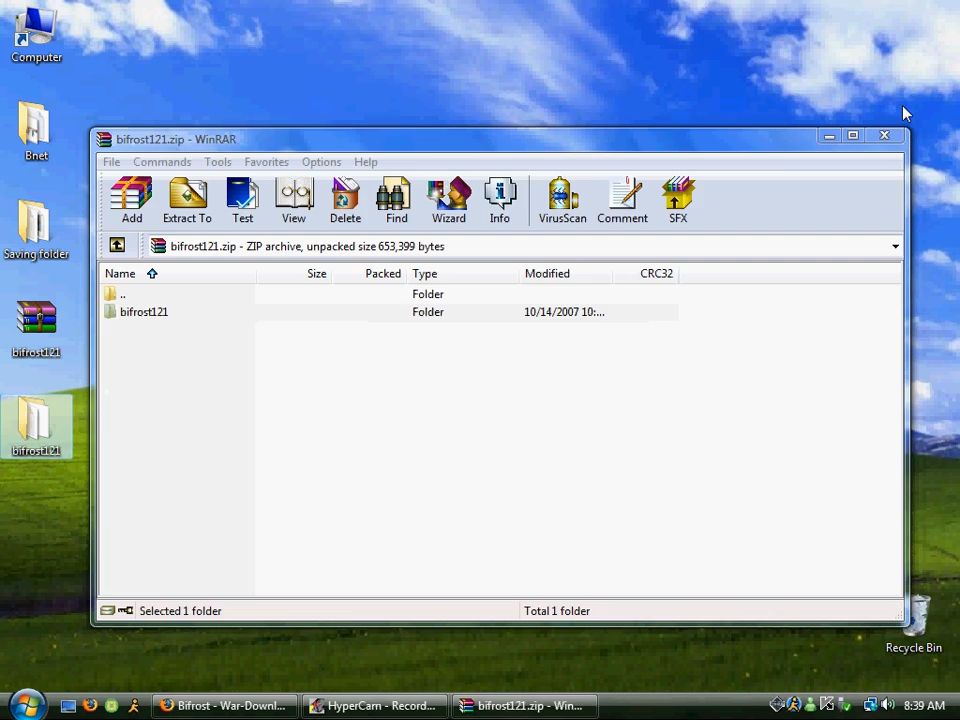 Computer
Bnet
Saving folder
bifrost121
bifrost121
bifrost121.zip - WinRAR
File Commands Tools Favorites Options Help
Add Extract To Test View Delete Find Wizard Info VirusScan Comment SFX
bifrost121.zip - ZIP archive, unpacked size 653,399 bytes
Name Size Packed Type Modified CRC32
.. Folder
bifrost121 Folder 10/14/2007 10:...
Selected 1 folder Total 1 folder
Recycle Bin
Bifrost - War-Downl... HyperCam - Record... bifrost121.zip - Win... 8:39 AM